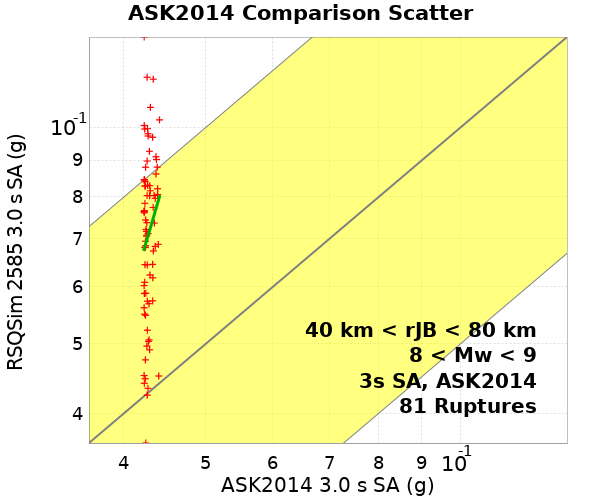 ASK2014 Comparison Scatter
RSQSim 2585 3.0 s SA (g)
10-1
9
8
7
6
5
4
40 km < rJB < 80 km
8 < Mw < 9
3s SA, ASK2014
81 Ruptures
4 5 6 7 8 9 10-1
ASK2014 3.0 s SA (g)